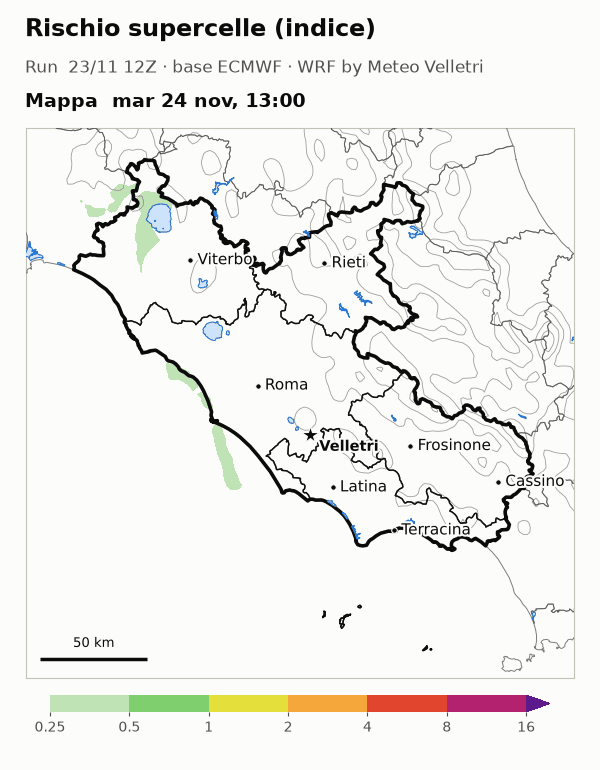 Rischio supercelle (indice)
Run  23/11 12Z · base ECMWF · WRF by Meteo Velletri
Mappa  mar 24 nov, 13:00
Viterbo
Rieti
Roma
Velletri
Frosinone
Cassino
Latina
Terracina
50 km
0.25 0.5 1 2 4 8 16